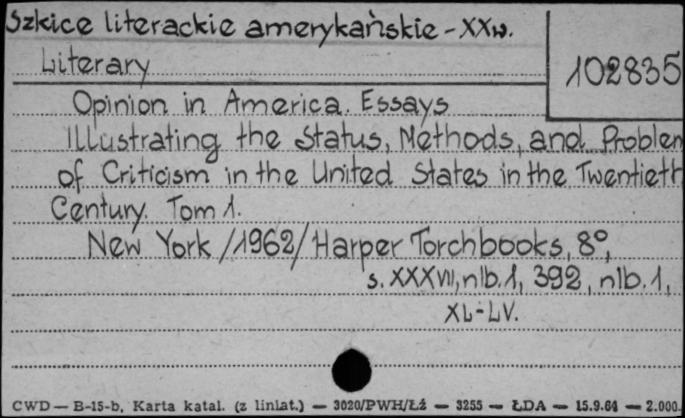 Szkice literackie amerykańskie - XXw.
Literary
102835
Opinion in America. Essays
Illustrating the Status, Methods, and Problem
of Criticism in the United States in the Twentieth
Century. Tom 1.
New York /1962/ Harper Torchbooks, 8°,
s. XXXVII, nlb. 1, 392, nlb. 1,
XL-LV.
CWD — B-15-b, Karta katal. (z liniat.) — 3020/PWH/Łź — 3255 — ŁDA — 15.9.64 — 2.000.